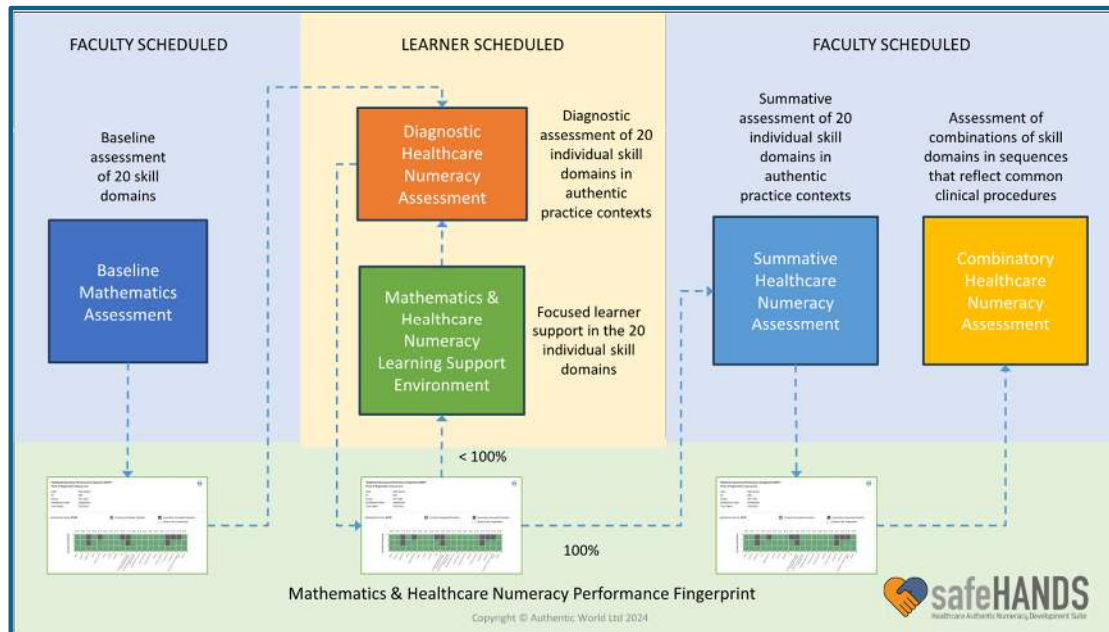 FACULTY SCHEDULED
LEARNER SCHEDULED
FACULTY SCHEDULED
Baseline
assessment
of 20 skill
domains
Baseline
Mathematics
Assessment
Diagnostic
Healthcare
Numeracy
Assessment
Diagnostic
assessment of 20
individual skill
domains in
authentic
practice contexts
Mathematics &
Healthcare
Numeracy
Learning Support
Environment
Focused learner
support in the 20
individual skill
domains
Summative
assessment of 20
individual skill
domains in
authentic
practice contexts
Summative
Healthcare
Numeracy
Assessment
Assessment of
combinations of skill
domains in sequences
that reflect common
clinical procedures
Combinatory
Healthcare
Numeracy
Assessment
< 100%
100%
Mathematics & Healthcare Numeracy Performance Fingerprint
Copyright © Authentic World Ltd 2024
safeHANDS
Healthcare Authentic Numeracy Development Suite